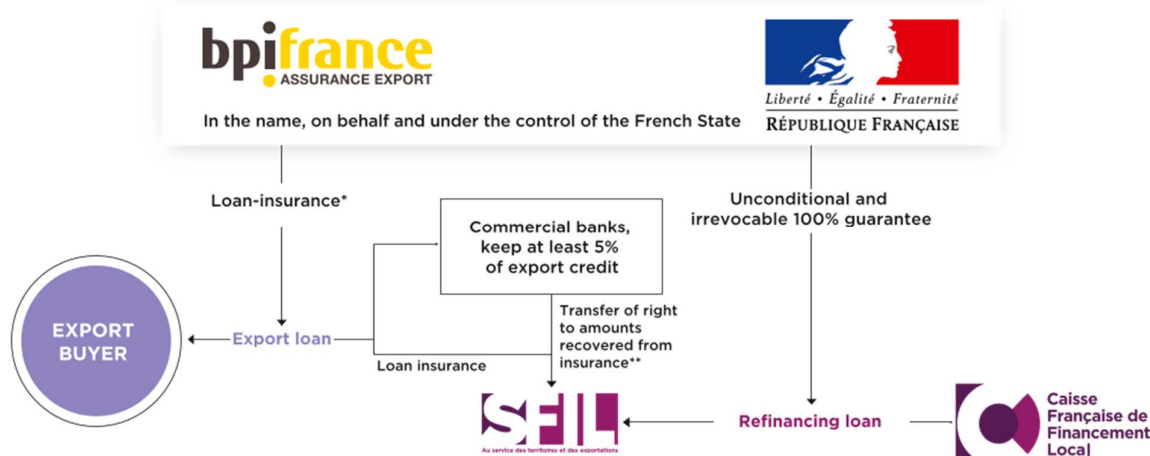 bpifrance
ASSURANCE EXPORT
In the name, on behalf and under the control of the French State
Liberté • Égalité • Fraternité
RÉPUBLIQUE FRANÇAISE
Loan-insurance*
Unconditional and
irrevocable 100% guarantee
Commercial banks,
keep at least 5%
of export credit
EXPORT
BUYER
Export loan
Loan insurance
Transfer of right
to amounts
recovered from
insurance**
SFIL
Au service des territoires et des exportations
Refinancing loan
Caisse
Française de
Financement
Local